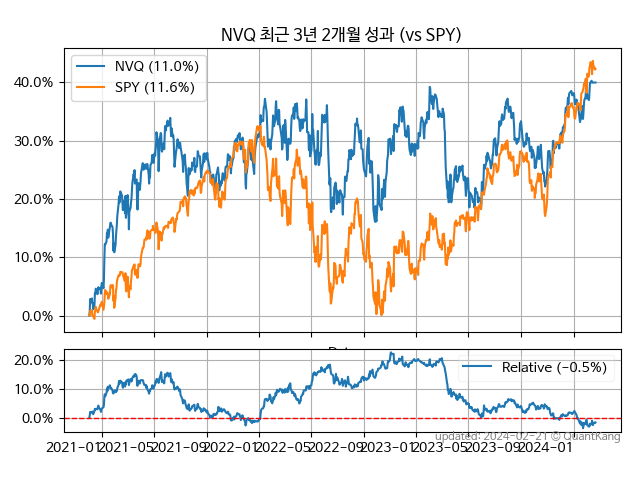 NVQ 최근 3년 2개월 성과 (vs SPY)
NVQ (11.0%)
SPY (11.6%)
40.0%
30.0%
20.0%
10.0%
0.0%
Relative (−0.5%)
20.0%
10.0%
0.0%
2021-01 2021-05 2021-09 2022-01 2022-05 2022-09 2023-01 2023-05 2023-09 2024-01
updated: 2024-02-21 © QuantKang